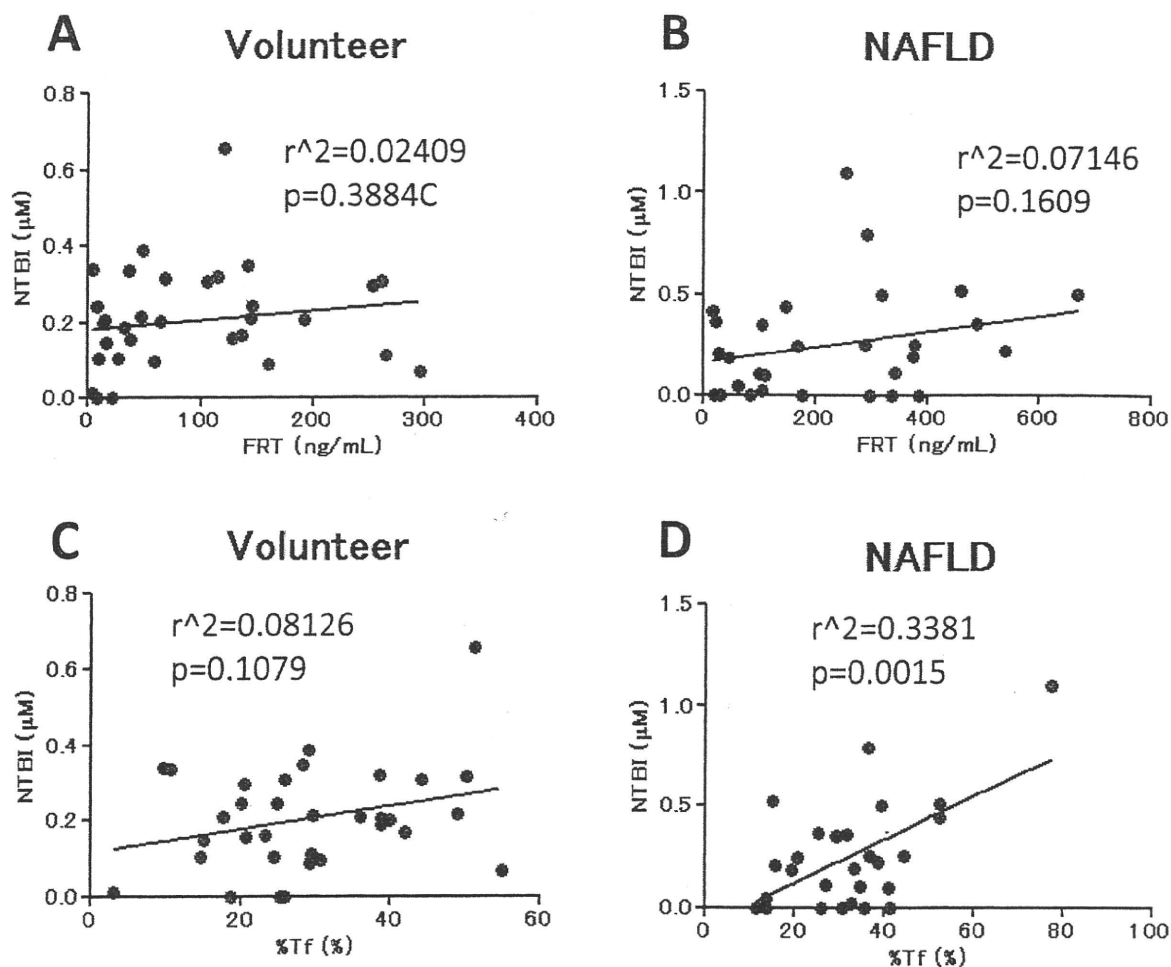 A
Volunteer
0.8
0.6
0.4
0.2
0.0
NTBI (μM)
r^2=0.02409
p=0.3884C
0
100
200
300
400
FRT (ng/mL)
B
NAFLD
1.5
1.0
0.5
0.0
NTBI (μM)
r^2=0.07146
p=0.1609
0
200
400
600
800
FRT (ng/mL)
C
Volunteer
0.8
0.6
0.4
0.2
0.0
NTBI (μM)
r^2=0.08126
p=0.1079
0
20
40
60
%Tf (%)
D
NAFLD
1.5
1.0
0.5
0.0
NTBI (μM)
r^2=0.3381
p=0.0015
0
20
40
60
80
100
%Tf (%)